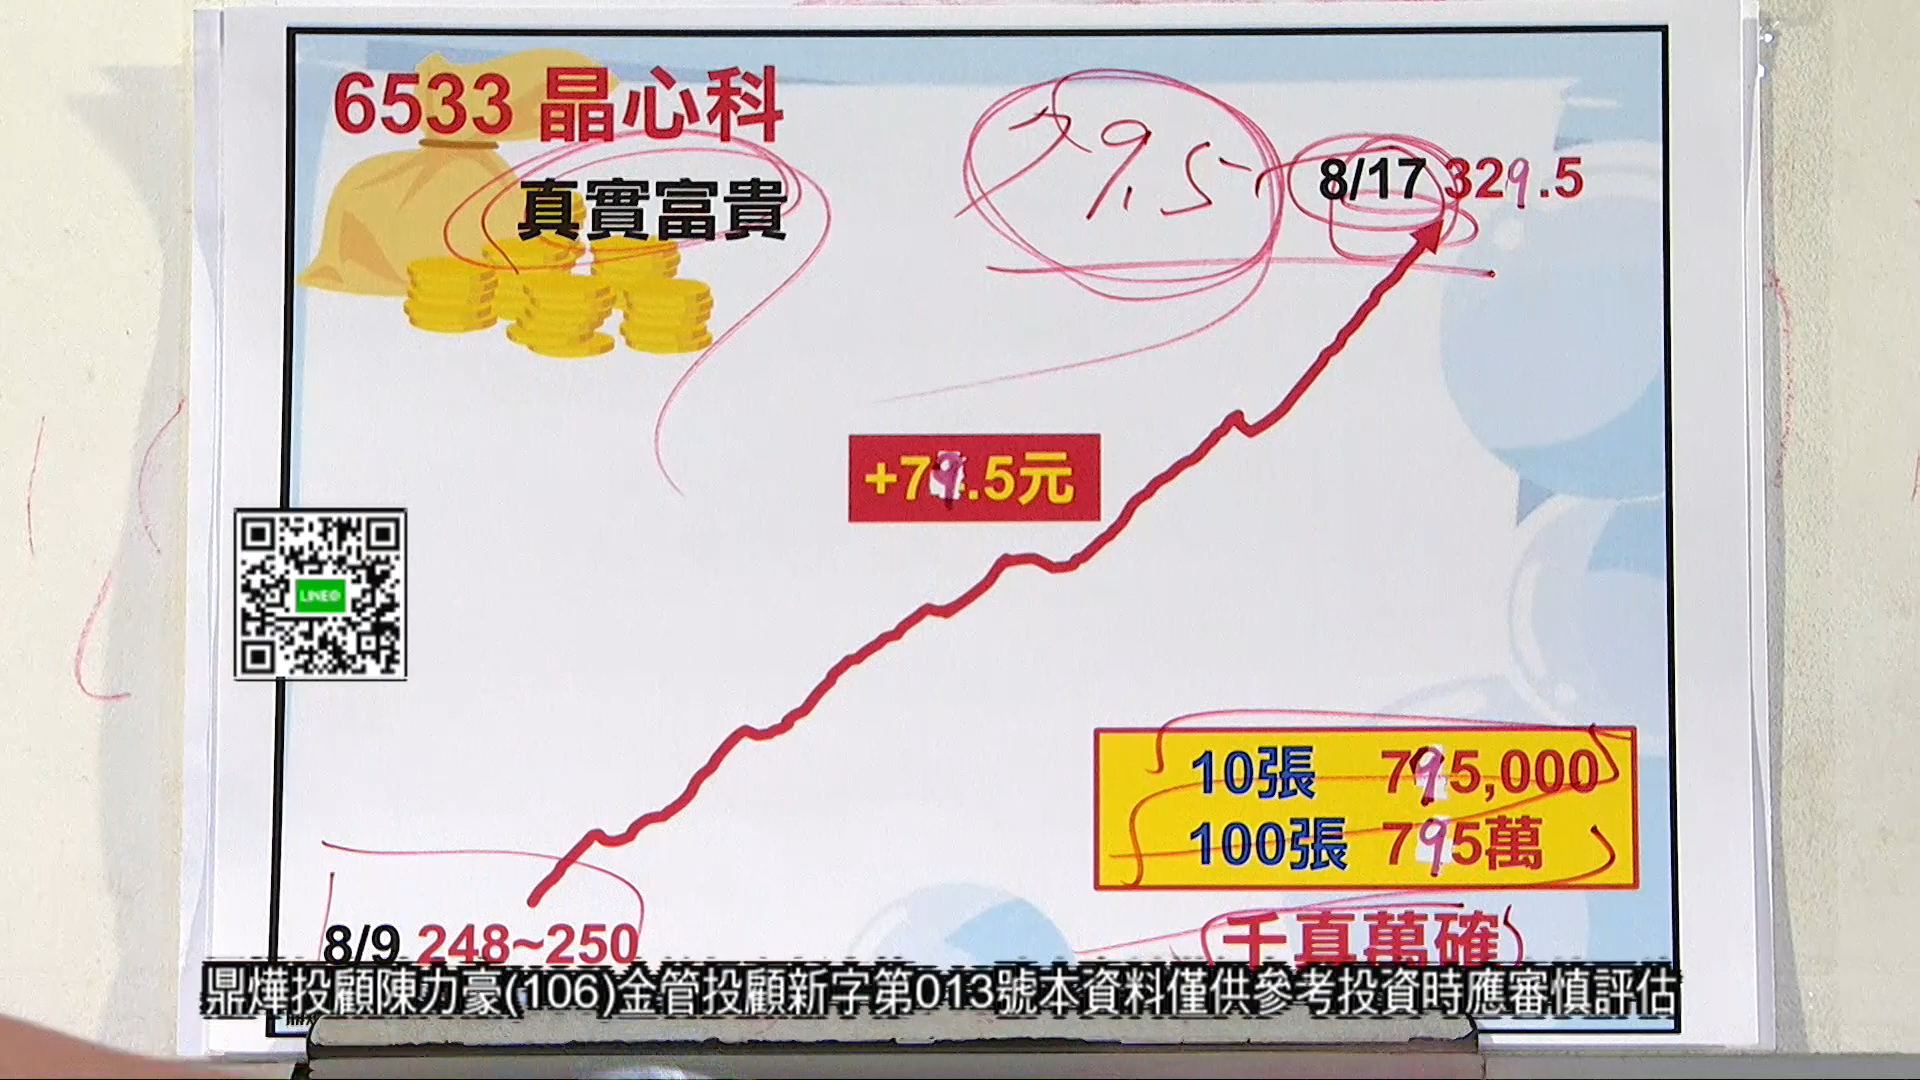 6533 晶心科
真實富貴
79.5
8/17 329.5
+79.5元
LINE@
10張 795,000
100張 795萬
千真萬確
8/9 248~250
鼎燁投顧陳力豪(106)金管投顧新字第013號本資料僅供參考投資時應審慎評估